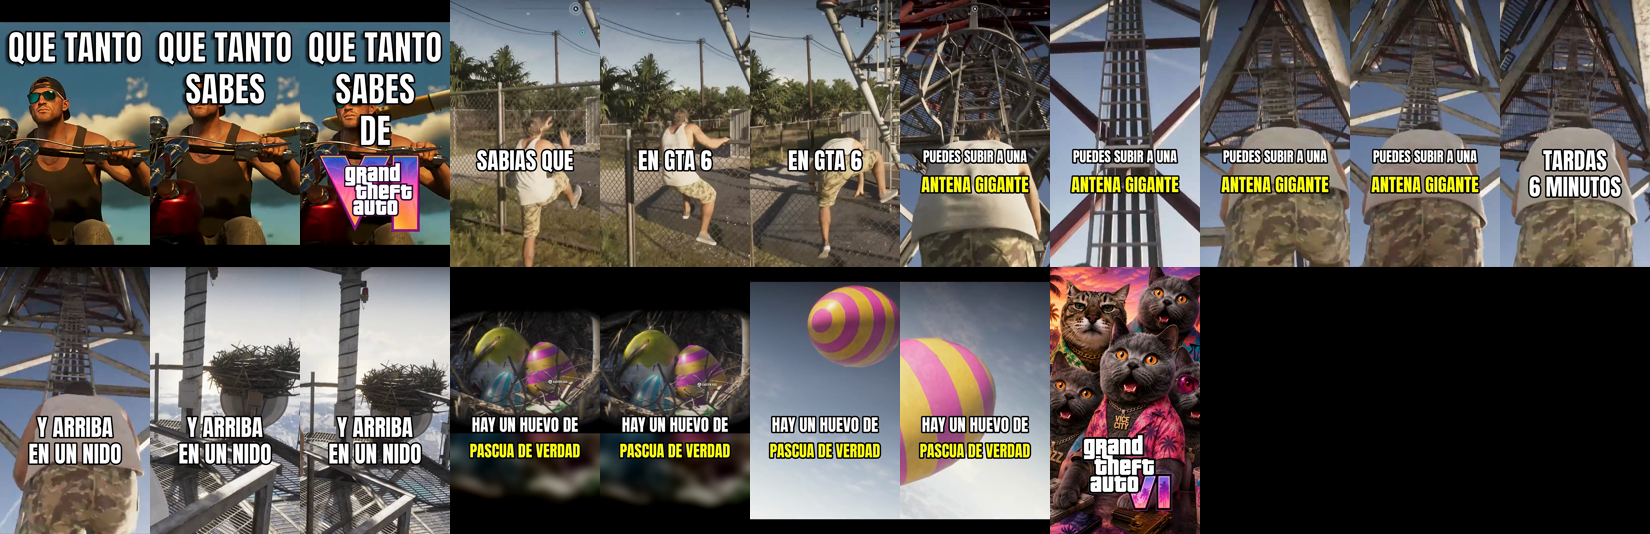 QUE TANTO
QUE TANTO
SABES
QUE TANTO
SABES
DE
grand
theft
auto
VI
SABIAS QUE
EN GTA 6
EN GTA 6
PUEDES SUBIR A UNA
ANTENA GIGANTE
PUEDES SUBIR A UNA
ANTENA GIGANTE
PUEDES SUBIR A UNA
ANTENA GIGANTE
PUEDES SUBIR A UNA
ANTENA GIGANTE
TARDAS
6 MINUTOS
Y ARRIBA
EN UN NIDO
Y ARRIBA
EN UN NIDO
Y ARRIBA
EN UN NIDO
HAY UN HUEVO DE
PASCUA DE VERDAD
HAY UN HUEVO DE
PASCUA DE VERDAD
HAY UN HUEVO DE
PASCUA DE VERDAD
HAY UN HUEVO DE
PASCUA DE VERDAD
VICE
CITY
grand
theft
auto
VI